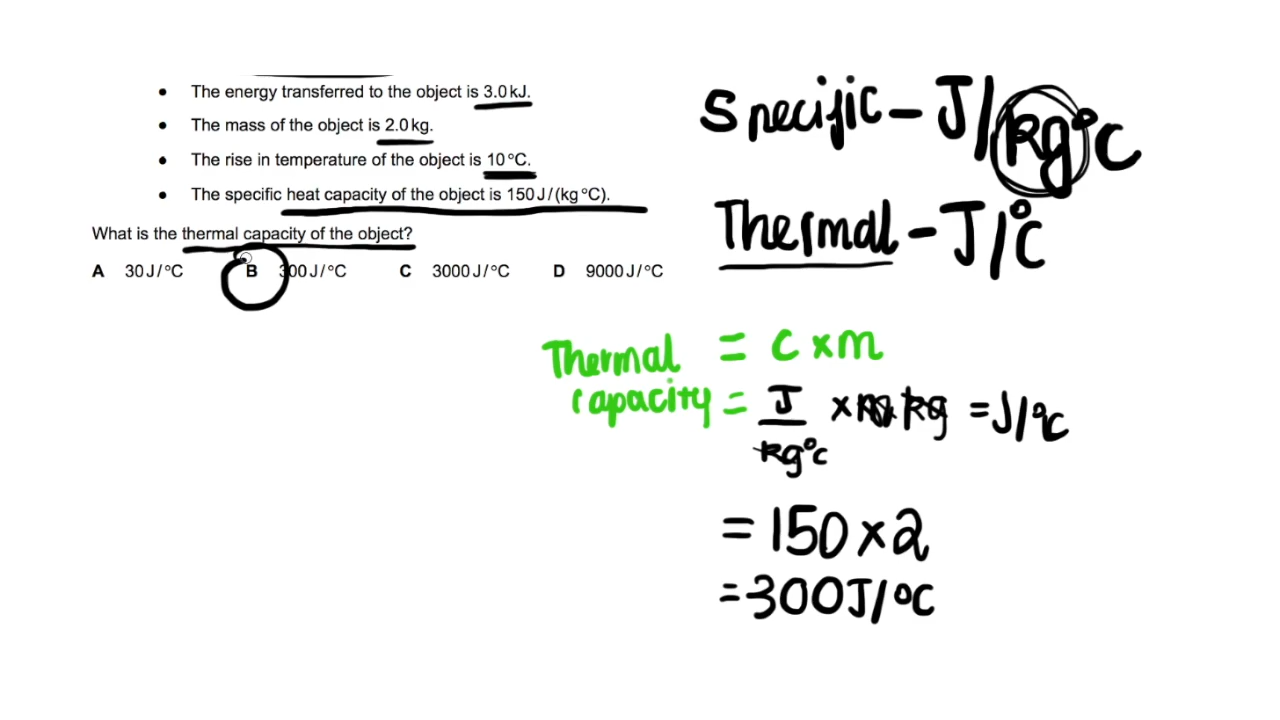 • The energy transferred to the object is 3.0 kJ.
• The mass of the object is 2.0 kg.
• The rise in temperature of the object is 10 °C.
• The specific heat capacity of the object is 150 J / (kg °C).
What is the thermal capacity of the object?
A 30 J / °C B 300 J / °C C 3000 J / °C D 9000 J / °C
Specific - J/kg°C
Thermal - J/°C
Thermal = c × m
capacity = J × kg = J/°C
kg°C
= 150 × 2
= 300 J/°C